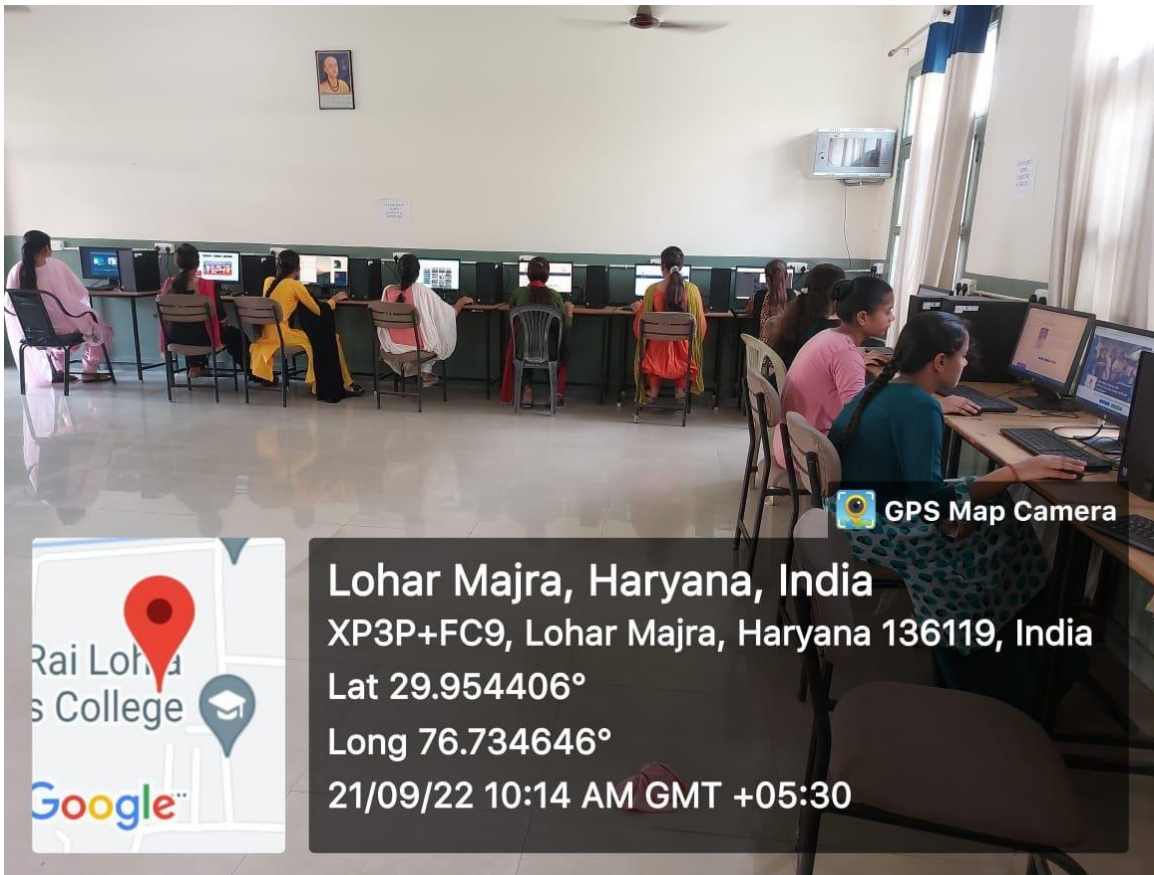 GPS Map Camera
Rai Lohia
s College
Google
Lohar Majra, Haryana, India
XP3P+FC9, Lohar Majra, Haryana 136119, India
Lat 29.954406°
Long 76.734646°
21/09/22 10:14 AM GMT +05:30